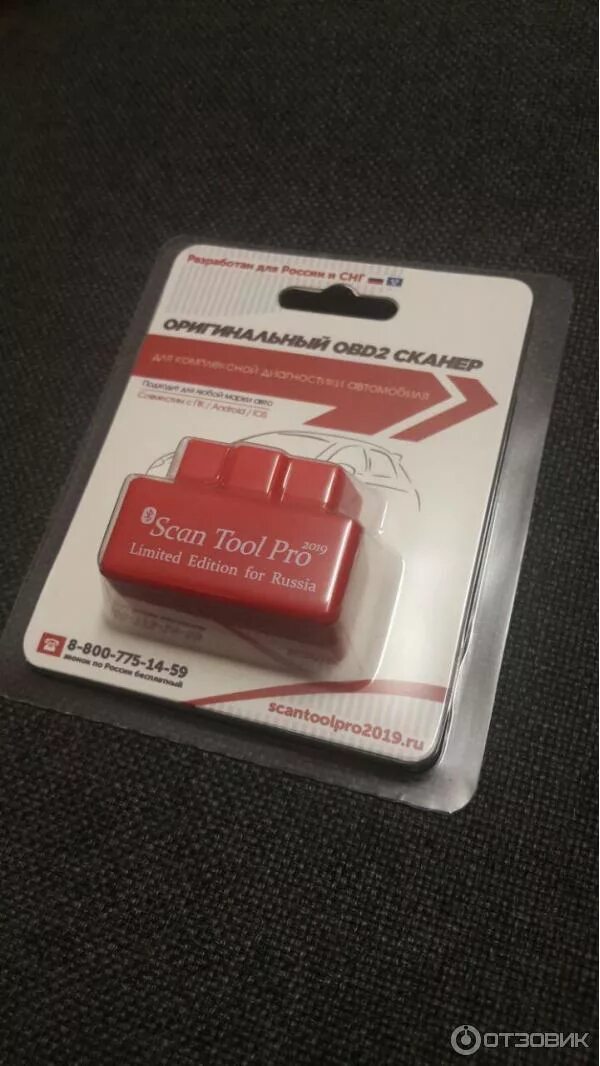 Разработан для России и СНГ
ОРИГИНАЛЬНЫЙ OBD2 СКАНЕР
для комплексной диагностики автомобиля
Подходит для любой марки авто
Совместим с ПК / Android / IOS
Scan Tool Pro 2019
Limited Edition for Russia
8-800-775-14-59
звонок по России бесплатный
scantoolpro2019.ru
ОТЗОВИК